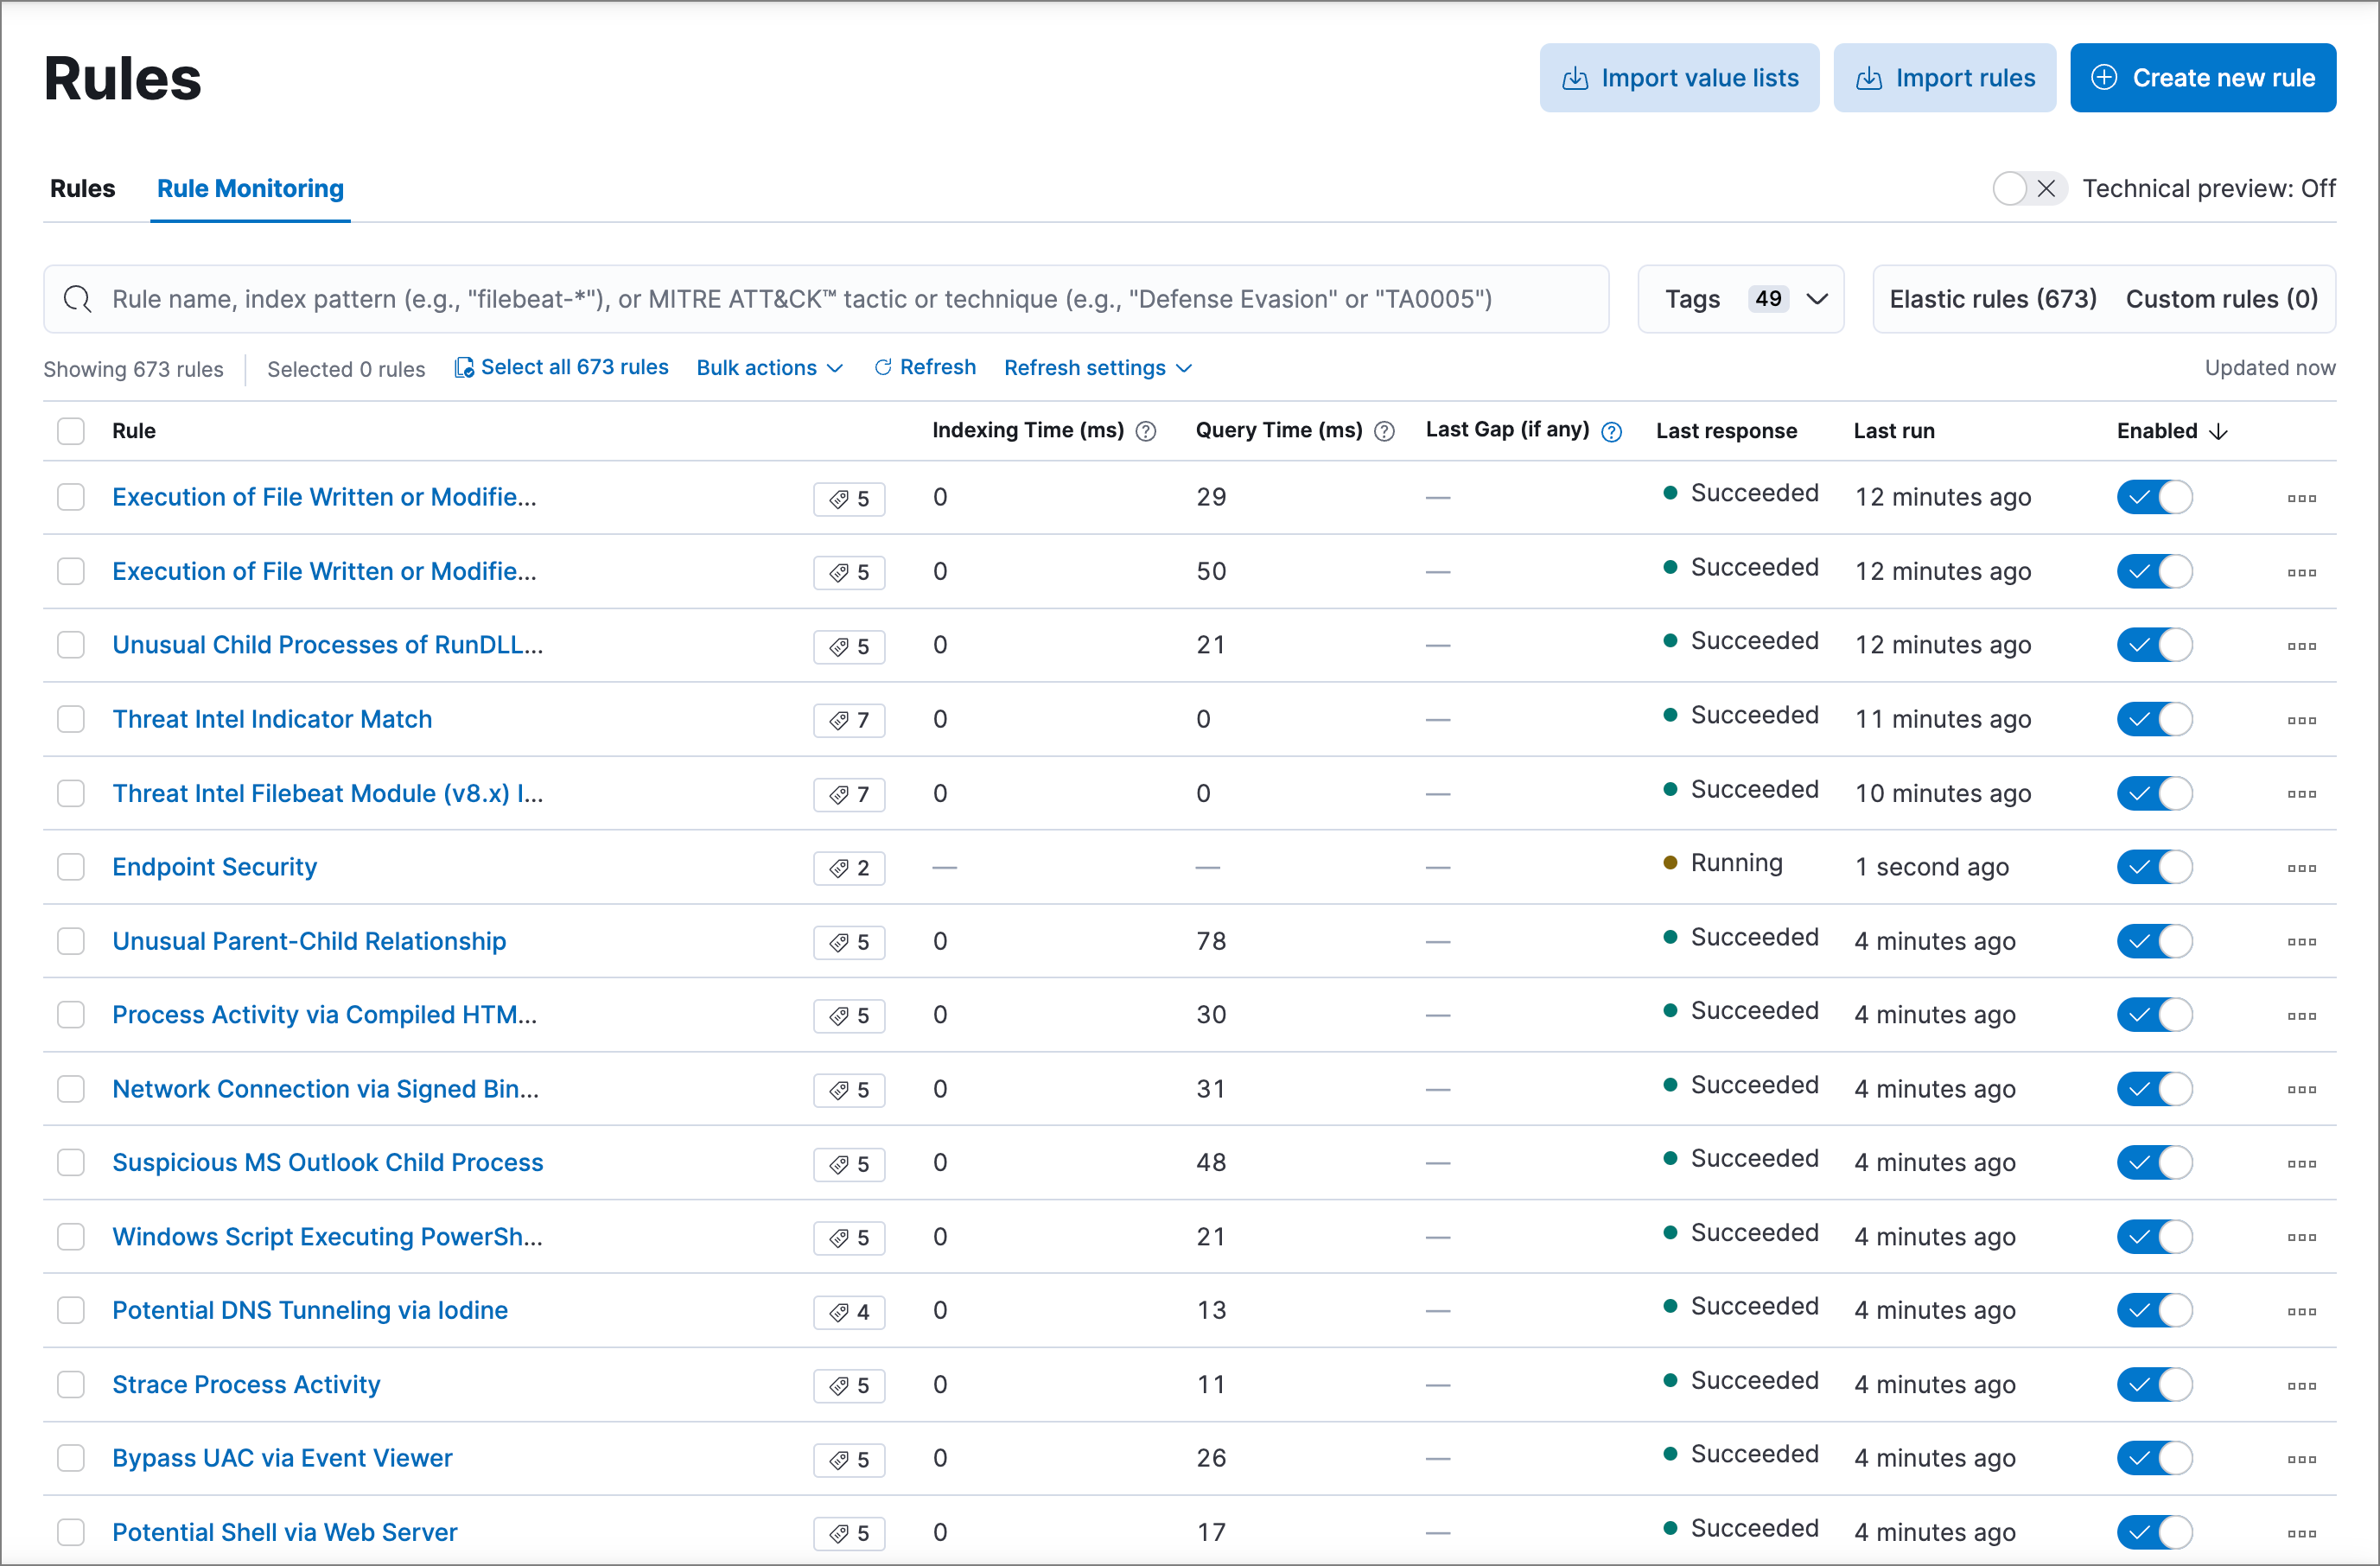 Rules
Import value lists
Import rules
Create new rule
Rules
Rule Monitoring
Technical preview: Off
Rule name, index pattern (e.g., "filebeat-*"), or MITRE ATT&CK™ tactic or technique (e.g., "Defense Evasion" or "TA0005")
Tags 49
Elastic rules (673) Custom rules (0)
Showing 673 rules Selected 0 rules Select all 673 rules Bulk actions Refresh Refresh settings Updated now
Rule Indexing Time (ms) Query Time (ms) Last Gap (if any) Last response Last run Enabled
Execution of File Written or Modifie... 5 0 29 — Succeeded 12 minutes ago
Execution of File Written or Modifie... 5 0 50 — Succeeded 12 minutes ago
Unusual Child Processes of RunDLL... 5 0 21 — Succeeded 12 minutes ago
Threat Intel Indicator Match 7 0 0 — Succeeded 11 minutes ago
Threat Intel Filebeat Module (v8.x) I... 7 0 0 — Succeeded 10 minutes ago
Endpoint Security 2 — — — Running 1 second ago
Unusual Parent-Child Relationship 5 0 78 — Succeeded 4 minutes ago
Process Activity via Compiled HTM... 5 0 30 — Succeeded 4 minutes ago
Network Connection via Signed Bin... 5 0 31 — Succeeded 4 minutes ago
Suspicious MS Outlook Child Process 5 0 48 — Succeeded 4 minutes ago
Windows Script Executing PowerSh... 5 0 21 — Succeeded 4 minutes ago
Potential DNS Tunneling via Iodine 4 0 13 — Succeeded 4 minutes ago
Strace Process Activity 5 0 11 — Succeeded 4 minutes ago
Bypass UAC via Event Viewer 5 0 26 — Succeeded 4 minutes ago
Potential Shell via Web Server 5 0 17 — Succeeded 4 minutes ago